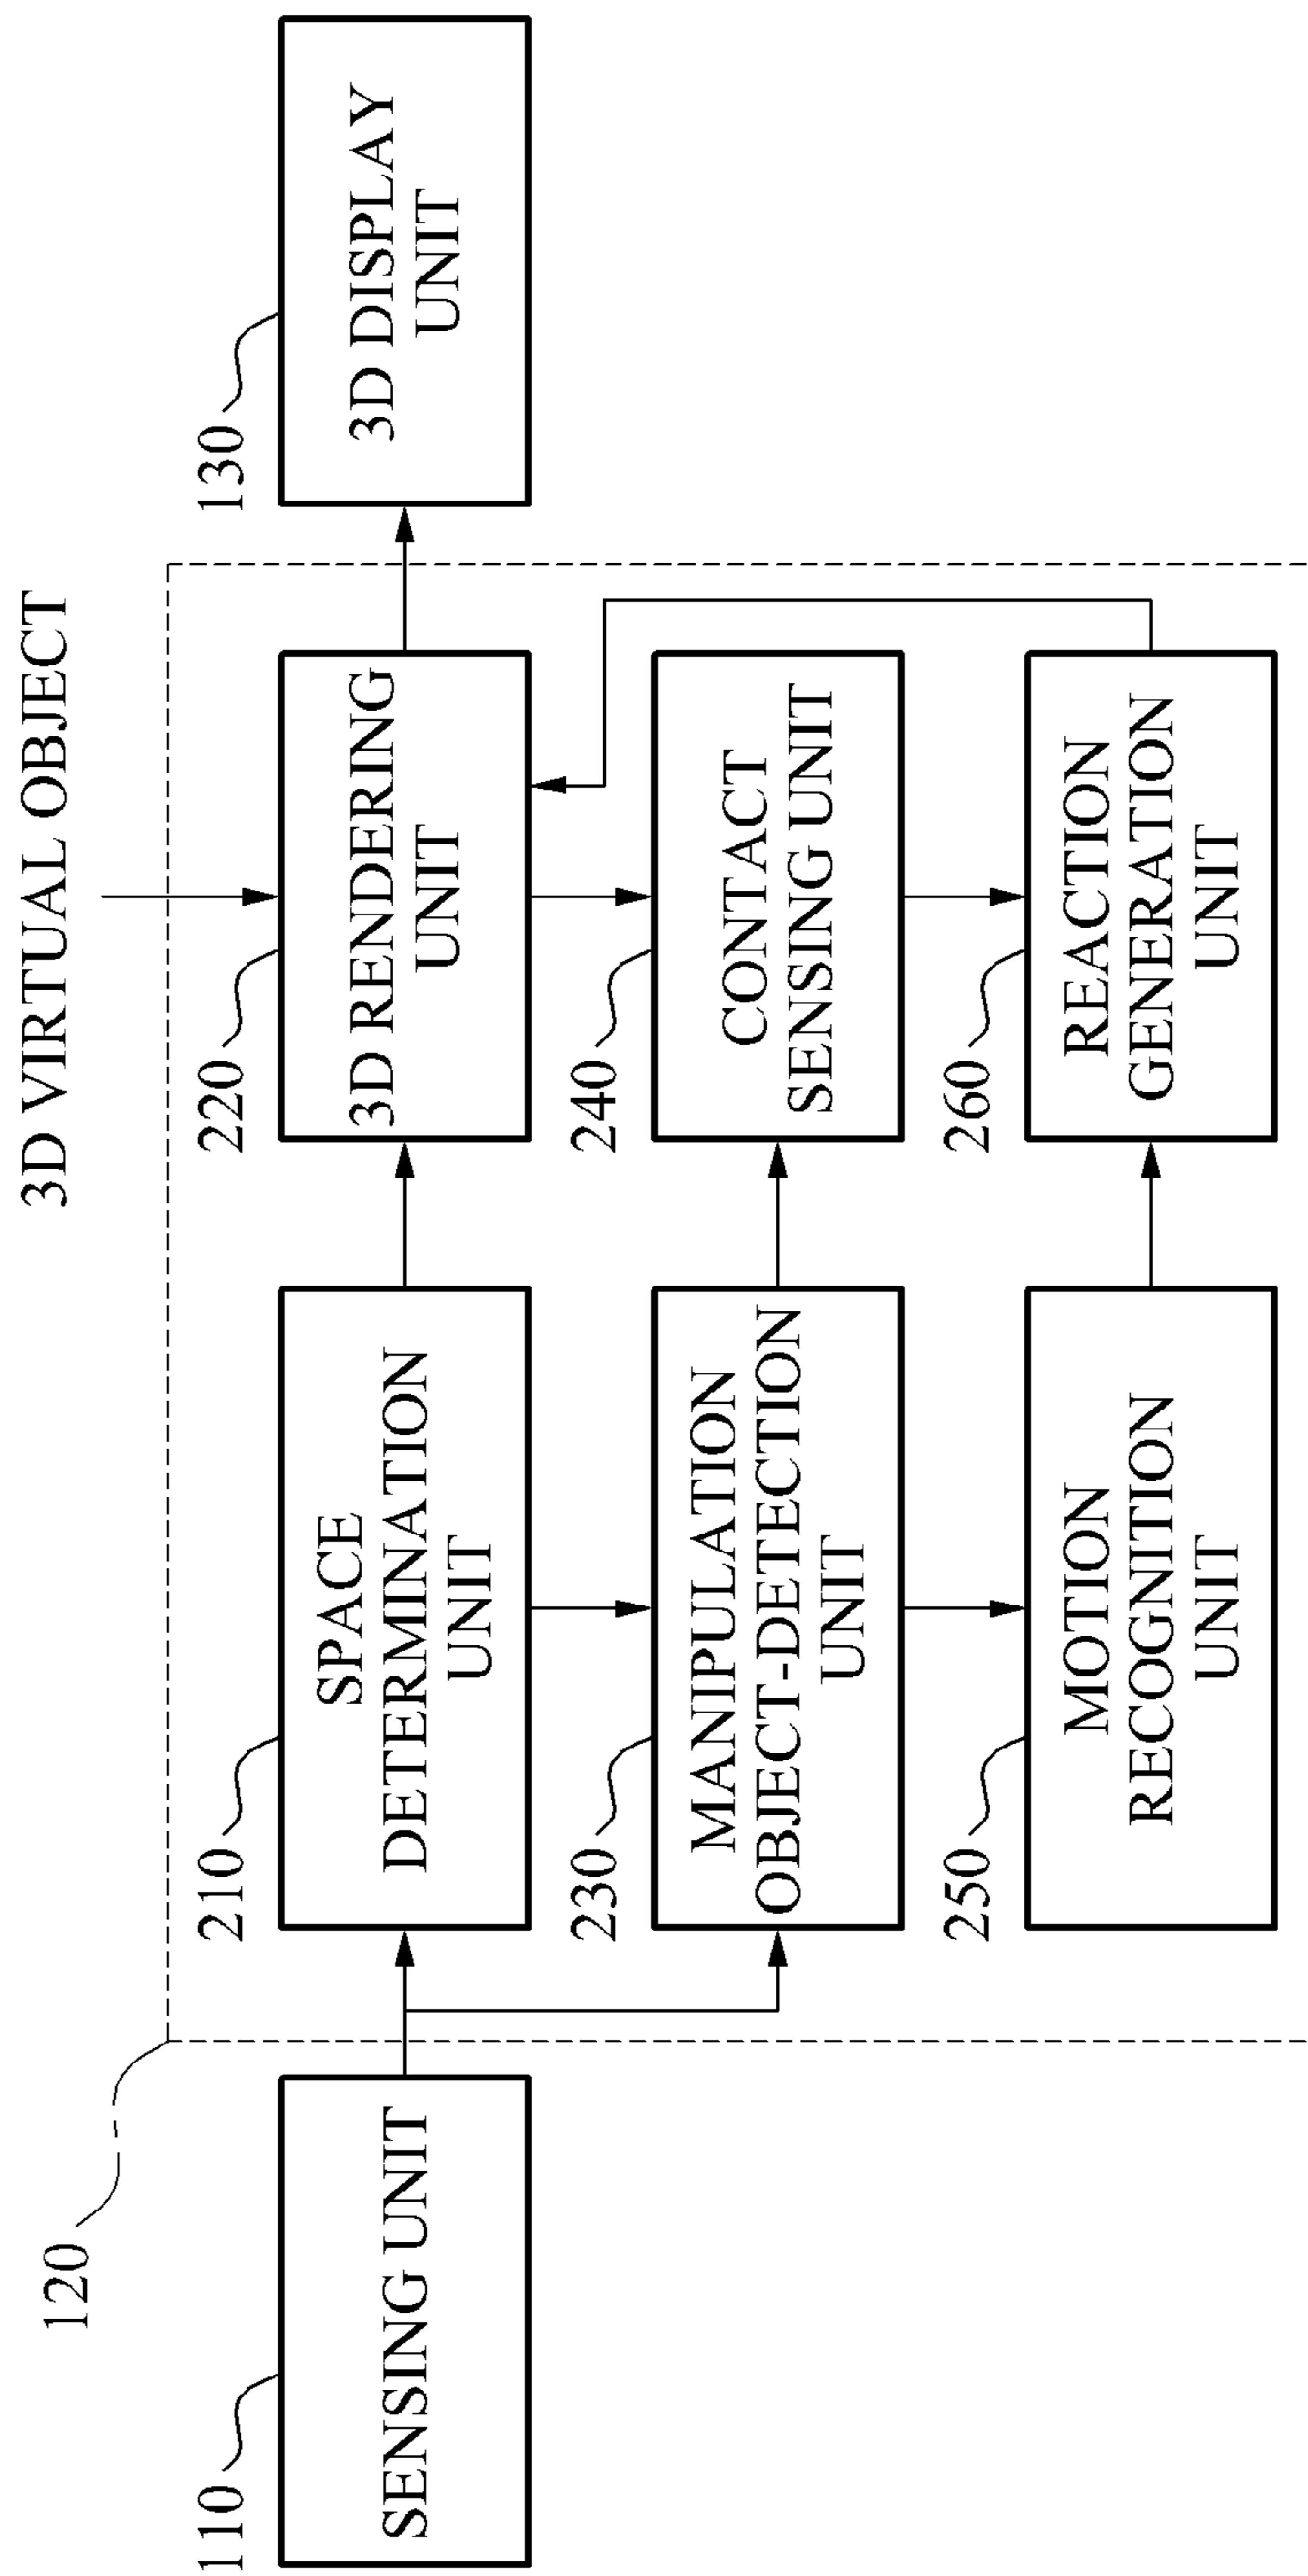 3D VIRTUAL OBJECT
120
110
SENSING UNIT
210
SPACE
DETERMINATION
UNIT
220
3D RENDERING
UNIT
130
3D DISPLAY
UNIT
230
MANIPULATION
OBJECT-DETECTION
UNIT
240
CONTACT
SENSING UNIT
250
MOTION
RECOGNITION
UNIT
260
REACTION
GENERATION
UNIT